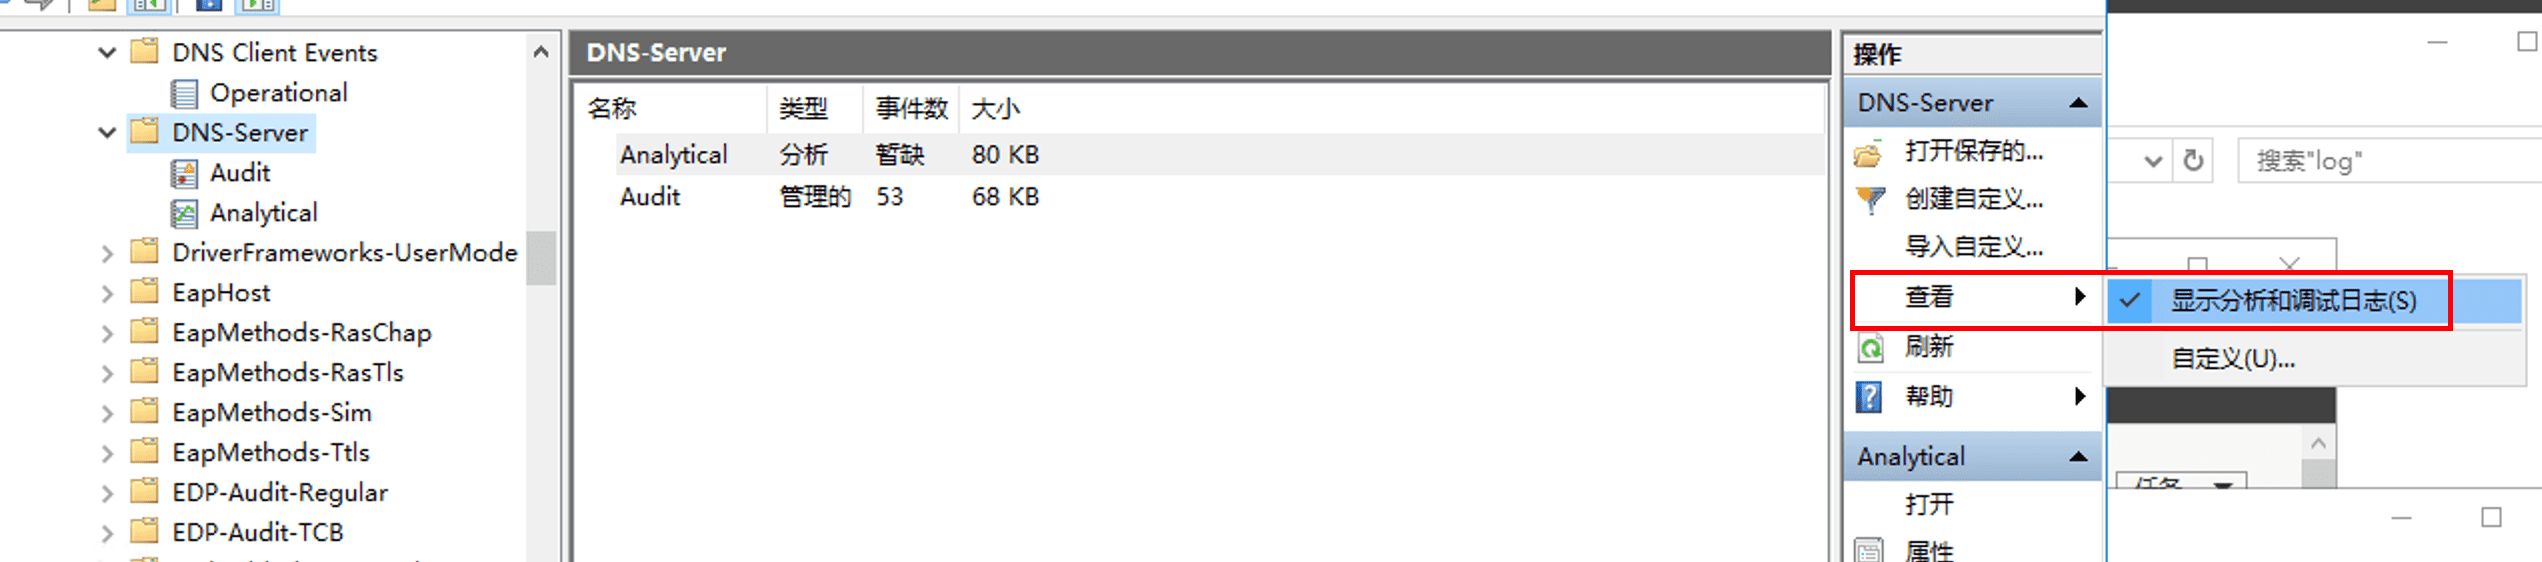 DNS Client Events
Operational
DNS-Server
Audit
Analytical
DriverFrameworks-UserMode
EapHost
EapMethods-RasChap
EapMethods-RasTls
EapMethods-Sim
EapMethods-Ttls
EDP-Audit-Regular
EDP-Audit-TCB
DNS-Server
名称 类型 事件数 大小
Analytical 分析 暂缺 80 KB
Audit 管理的 53 68 KB
操作
DNS-Server
打开保存的...
创建自定义...
导入自定义...
查看
刷新
帮助
Analytical
打开
属性
搜索"log"
显示分析和调试日志(S)
自定义(U)...
任务